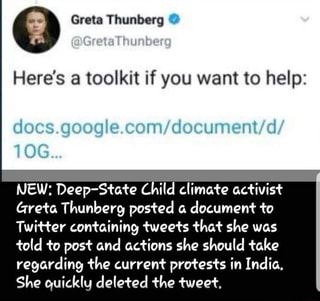 Greta Thunberg
@GretaThunberg
Here's a toolkit if you want to help:
docs.google.com/document/d/
1OG...
NEW: Deep-State Child climate activist
Greta Thunberg posted a document to
Twitter containing tweets that she was
told to post and actions she should take
regarding the current protests in India.
She quickly deleted the tweet.